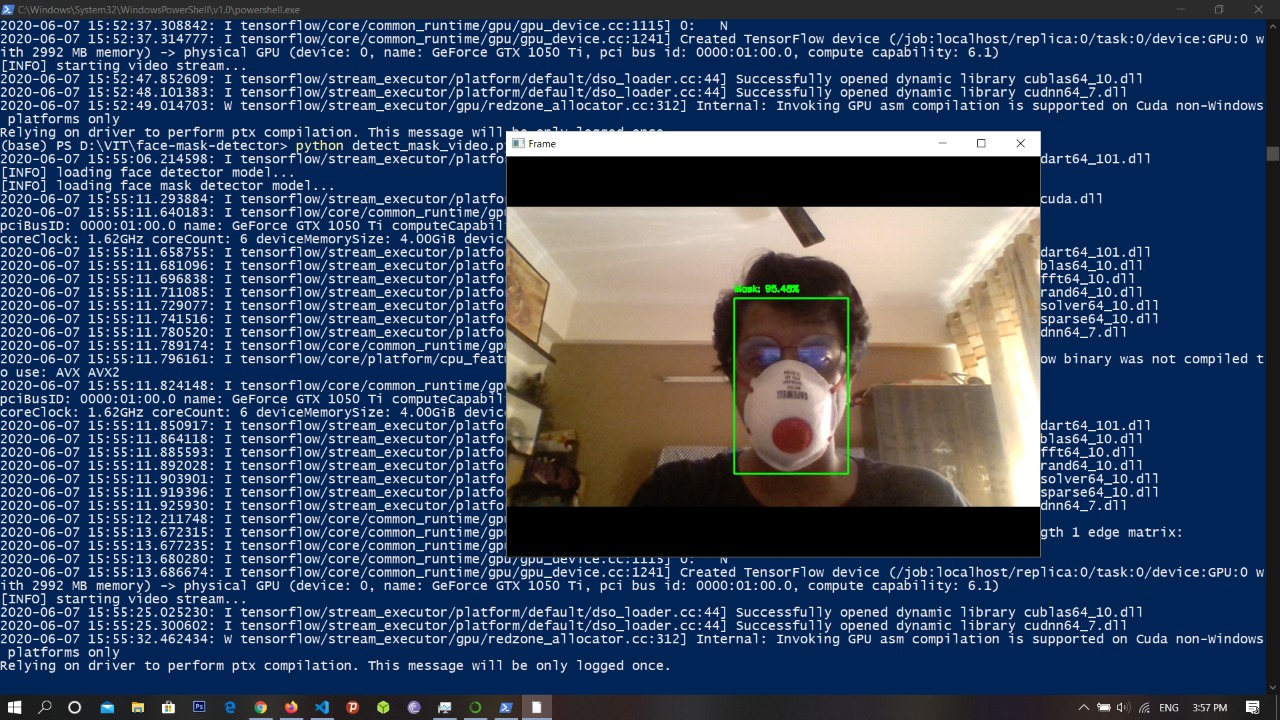 C:\Windows\System32\WindowsPowerShell\v1.0\powershell.exe
2020-06-07 15:52:37.308842: I tensorflow/core/common_runtime/gpu/gpu_device.cc:1115] 0:   N
2020-06-07 15:52:37.314777: I tensorflow/core/common_runtime/gpu/gpu_device.cc:1241] Created TensorFlow device (/job:localhost/replica:0/task:0/device:GPU:0 w
ith 2992 MB memory) -> physical GPU (device: 0, name: GeForce GTX 1050 Ti, pci bus id: 0000:01:00.0, compute capability: 6.1)
[INFO] starting video stream...
2020-06-07 15:52:47.852609: I tensorflow/stream_executor/platform/default/dso_loader.cc:44] Successfully opened dynamic library cublas64_10.dll
2020-06-07 15:52:48.101383: I tensorflow/stream_executor/platform/default/dso_loader.cc:44] Successfully opened dynamic library cudnn64_7.dll
2020-06-07 15:52:49.014703: W tensorflow/stream_executor/gpu/redzone_allocator.cc:312] Internal: Invoking GPU asm compilation is supported on Cuda non-Windows
 platforms only
Relying on driver to perform ptx compilation. This message will be only logged once.
(base) PS D:\VIT\face-mask-detector> python detect_mask_video.p
Frame
2020-06-07 15:55:06.214598: I tensorflow/stream_executor/platfo dart64_101.dll
[INFO] loading face detector model...
[INFO] loading face mask detector model...
2020-06-07 15:55:11.293884: I tensorflow/stream_executor/platfo cuda.dll
2020-06-07 15:55:11.640183: I tensorflow/core/common_runtime/gp
pciBusID: 0000:01:00.0 name: GeForce GTX 1050 Ti computeCapabil
coreClock: 1.62GHz coreCount: 6 deviceMemorySize: 4.00GiB devic
2020-06-07 15:55:11.658755: I tensorflow/stream_executor/platfo dart64_101.dll
2020-06-07 15:55:11.681096: I tensorflow/stream_executor/platfo blas64_10.dll
2020-06-07 15:55:11.696838: I tensorflow/stream_executor/platfo fft64_10.dll
2020-06-07 15:55:11.711085: I tensorflow/stream_executor/platfo rand64_10.dll
2020-06-07 15:55:11.729077: I tensorflow/stream_executor/platfo solver64_10.dll
2020-06-07 15:55:11.741516: I tensorflow/stream_executor/platfo sparse64_10.dll
2020-06-07 15:55:11.780520: I tensorflow/stream_executor/platfo dnn64_7.dll
2020-06-07 15:55:11.789174: I tensorflow/core/common_runtime/gp
2020-06-07 15:55:11.796161: I tensorflow/core/platform/cpu_feat ow binary was not compiled t
o use: AVX AVX2
2020-06-07 15:55:11.824148: I tensorflow/core/common_runtime/gp
pciBusID: 0000:01:00.0 name: GeForce GTX 1050 Ti computeCapabil
coreClock: 1.62GHz coreCount: 6 deviceMemorySize: 4.00GiB devic
2020-06-07 15:55:11.850917: I tensorflow/stream_executor/platfo dart64_101.dll
2020-06-07 15:55:11.864118: I tensorflow/stream_executor/platfo blas64_10.dll
2020-06-07 15:55:11.885593: I tensorflow/stream_executor/platfo fft64_10.dll
2020-06-07 15:55:11.892028: I tensorflow/stream_executor/platfo rand64_10.dll
2020-06-07 15:55:11.903901: I tensorflow/stream_executor/platfo solver64_10.dll
2020-06-07 15:55:11.919396: I tensorflow/stream_executor/platfo sparse64_10.dll
2020-06-07 15:55:11.925930: I tensorflow/stream_executor/platfo dnn64_7.dll
2020-06-07 15:55:12.211748: I tensorflow/core/common_runtime/gp
2020-06-07 15:55:13.672315: I tensorflow/core/common_runtime/gp gth 1 edge matrix:
2020-06-07 15:55:13.677235: I tensorflow/core/common_runtime/gp
2020-06-07 15:55:13.680280: I tensorflow/core/common_runtime/gpu/gpu_device.cc:1115] 0:   N
2020-06-07 15:55:13.686674: I tensorflow/core/common_runtime/gpu/gpu_device.cc:1241] Created TensorFlow device (/job:localhost/replica:0/task:0/device:GPU:0 w
ith 2992 MB memory) -> physical GPU (device: 0, name: GeForce GTX 1050 Ti, pci bus id: 0000:01:00.0, compute capability: 6.1)
[INFO] starting video stream...
2020-06-07 15:55:25.025230: I tensorflow/stream_executor/platform/default/dso_loader.cc:44] Successfully opened dynamic library cublas64_10.dll
2020-06-07 15:55:25.300602: I tensorflow/stream_executor/platform/default/dso_loader.cc:44] Successfully opened dynamic library cudnn64_7.dll
2020-06-07 15:55:32.462434: W tensorflow/stream_executor/gpu/redzone_allocator.cc:312] Internal: Invoking GPU asm compilation is supported on Cuda non-Windows
 platforms only
Relying on driver to perform ptx compilation. This message will be only logged once.
Mask: 95.48%
SAFEWELL
ENG 3:57 PM